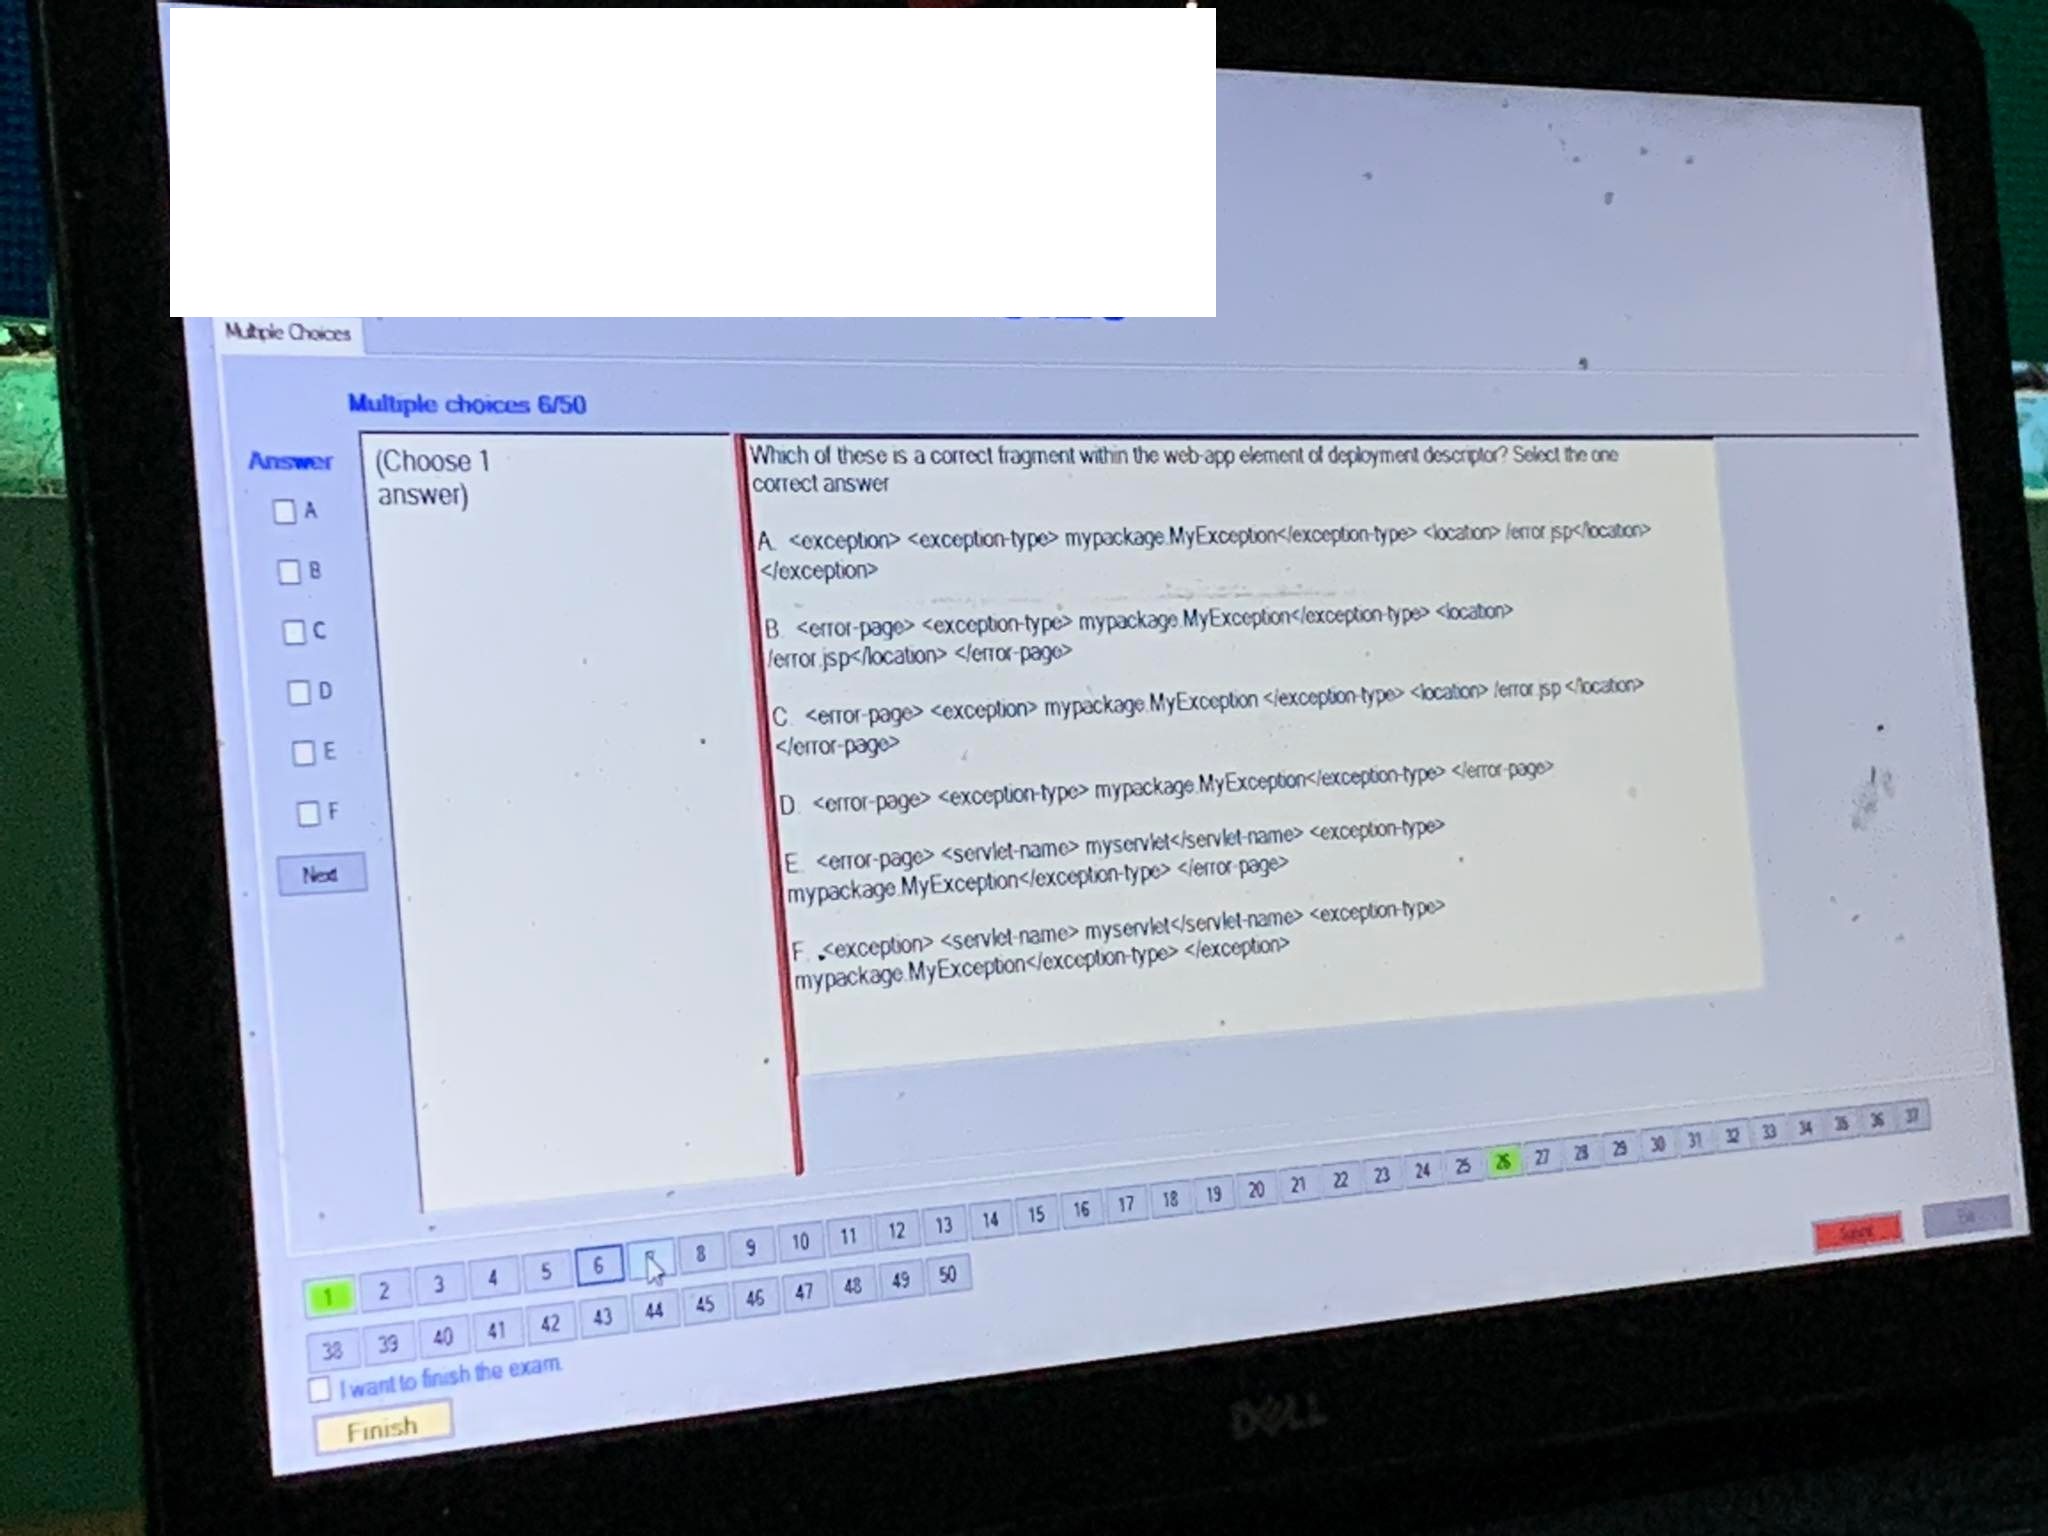 Multiple Choices
Multiple choices 6/50
Answer
A
B
C
D
E
F
Next
(Choose 1
answer)
Which of these is a correct fragment within the web-app element of deployment descriptor? Select the one
correct answer
A. <exception> <exception-type> mypackage.MyException</exception-type> <location> /error.jsp</location>
</exception>
B. <error-page> <exception-type> mypackage.MyException</exception-type> <location>
/error.jsp</location> </error-page>
C. <error-page> <exception> mypackage.MyException </exception-type> <location> /error.jsp </location>
</error-page>
D. <error-page> <exception-type> mypackage.MyException</exception-type> </error-page>
E. <error-page> <servlet-name> myservlet</servlet-name> <exception-type>
mypackage.MyException</exception-type> </error-page>
F. <exception> <servlet-name> myservlet</servlet-name> <exception-type>
mypackage.MyException</exception-type> </exception>
1 2 3 4 5 6 8 9 10 11 12 13 14 15 16 17 18 19 20 21 22 23 24 25 26 27 28 29 30 31 32 33 34 35 36 37
38 39 40 41 42 43 44 45 46 47 48 49 50
I want to finish the exam.
Finish
DELL